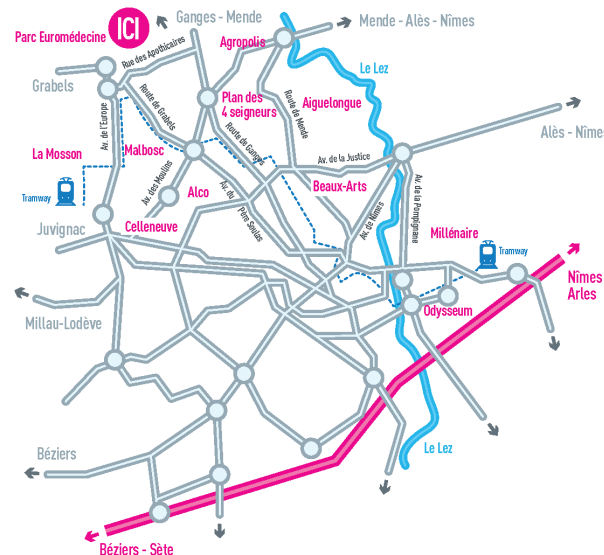 Ganges - Mende
ICI
Mende - Alès - Nîmes
Parc Euromédecine
Agropolis
Rue des Apothicaires
Le Lez
Grabels
Route de Grabels
Plan des
4 seigneurs
Route de Mende
Aiguelongue
Av. de l'Europe
Route de Ganges
Alès - Nîmes
La Mosson
Malbosc
Av. de la Justice
Av. des Moulins
Beaux-Arts
Tramway
Alco
Av. du
Père Soulas
Av. de Nîmes
Av. de la Pompignane
Juvignac
Celleneuve
Millénaire
Tramway
Nîmes
Arles
Odysseum
Millau-Lodève
Béziers
Le Lez
Béziers - Sète